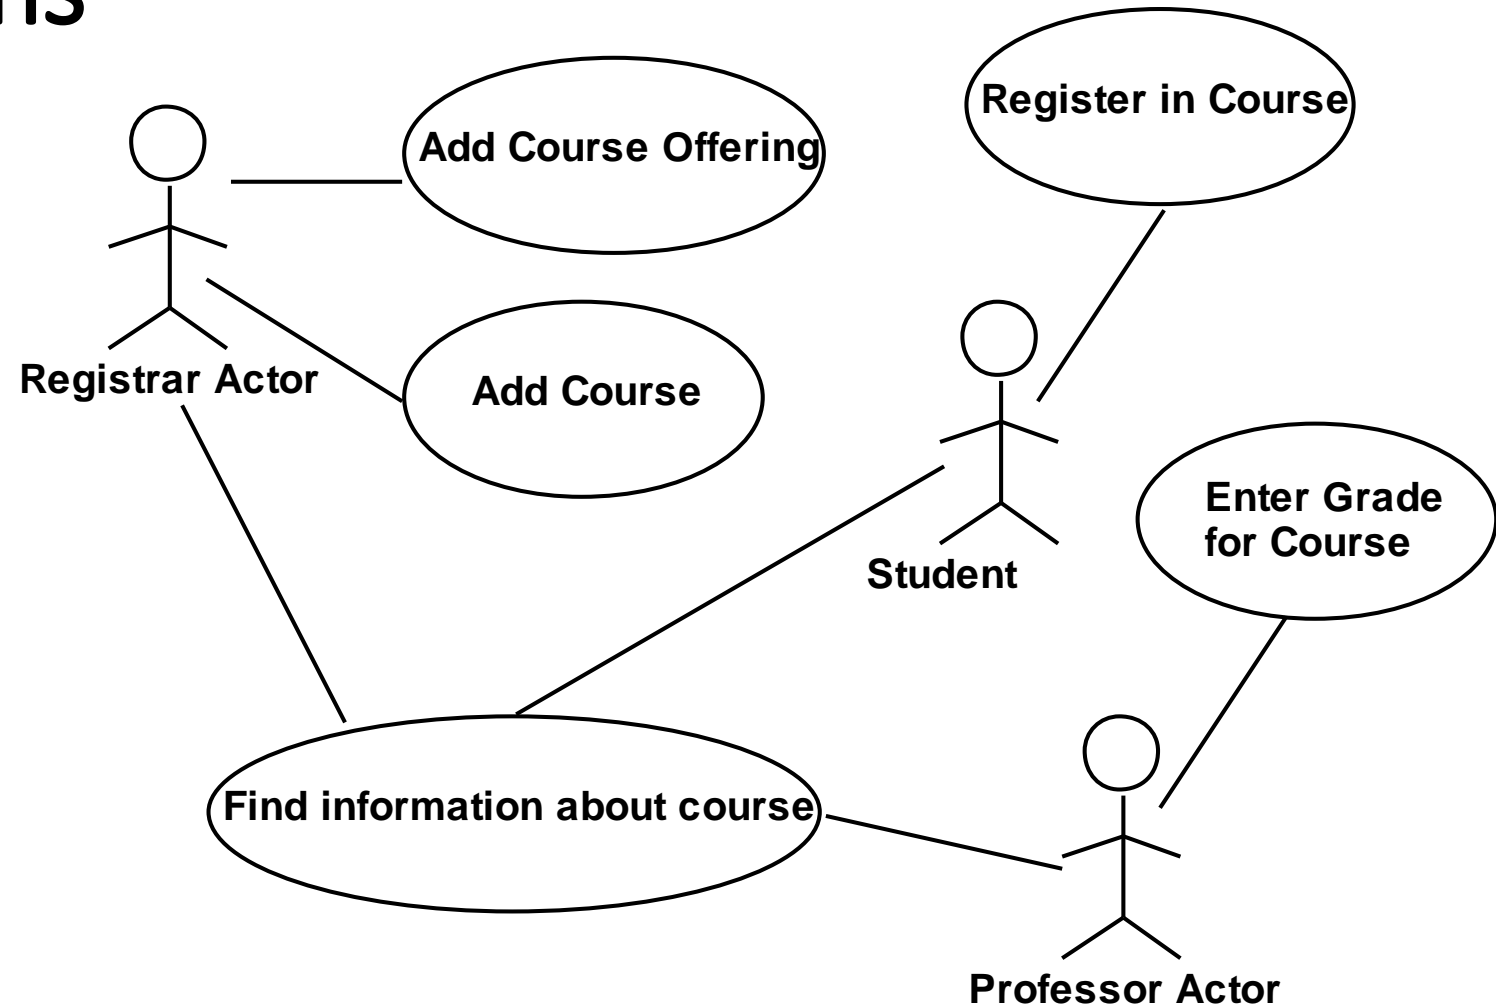 Register in Course
Add Course Offering
Registrar Actor
Add Course
Enter Grade
for Course
Student
Find information about course
Professor Actor